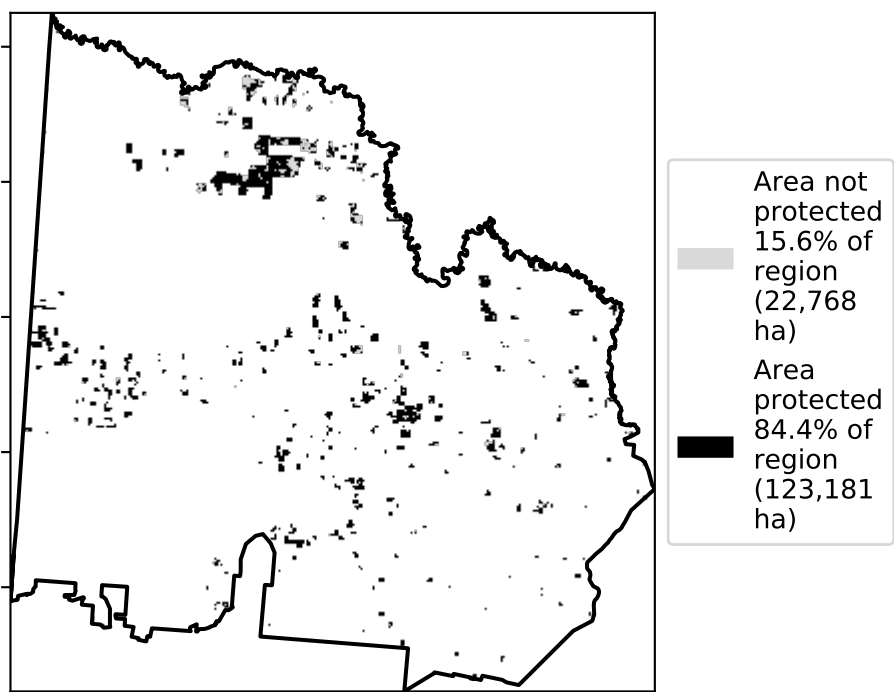 Area not
protected
15.6% of
region
(22,768
ha)
Area
protected
84.4% of
region
(123,181
ha)